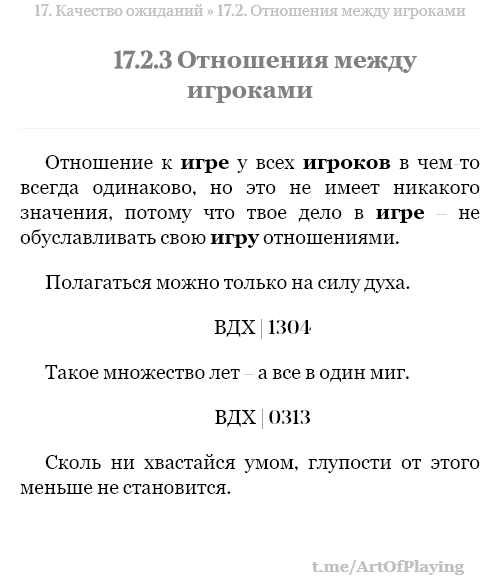 17. Качество ожиданий » 17.2. Отношения между игроками
17.2.3 Отношения между
игроками
Отношение к игре у всех игроков в чем-то
всегда одинаково, но это не имеет никакого
значения, потому что твое дело в игре – не
обуславливать свою игру отношениями.
Полагаться можно только на силу духа.
ВДХ | 1304
Такое множество лет – а все в один миг.
ВДХ | 0313
Сколь ни хвастайся умом, глупости от этого
меньше не становится.
t.me/ArtOfPlaying